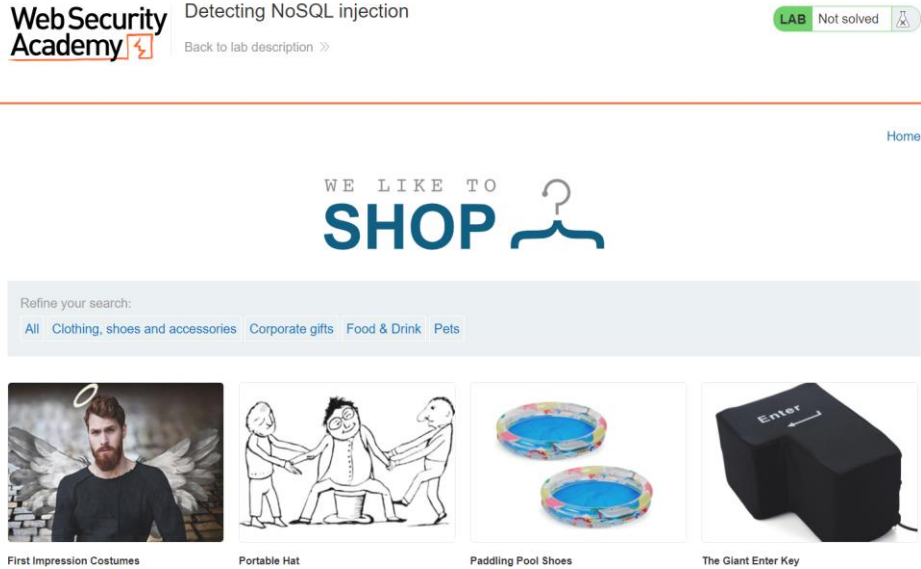 Web Security Academy
Detecting NoSQL injection
Back to lab description
LAB Not solved
Home
WE LIKE TO
SHOP
Refine your search:
All Clothing, shoes and accessories Corporate gifts Food & Drink Pets
Enter
First Impression Costumes Portable Hat Paddling Pool Shoes The Giant Enter Key